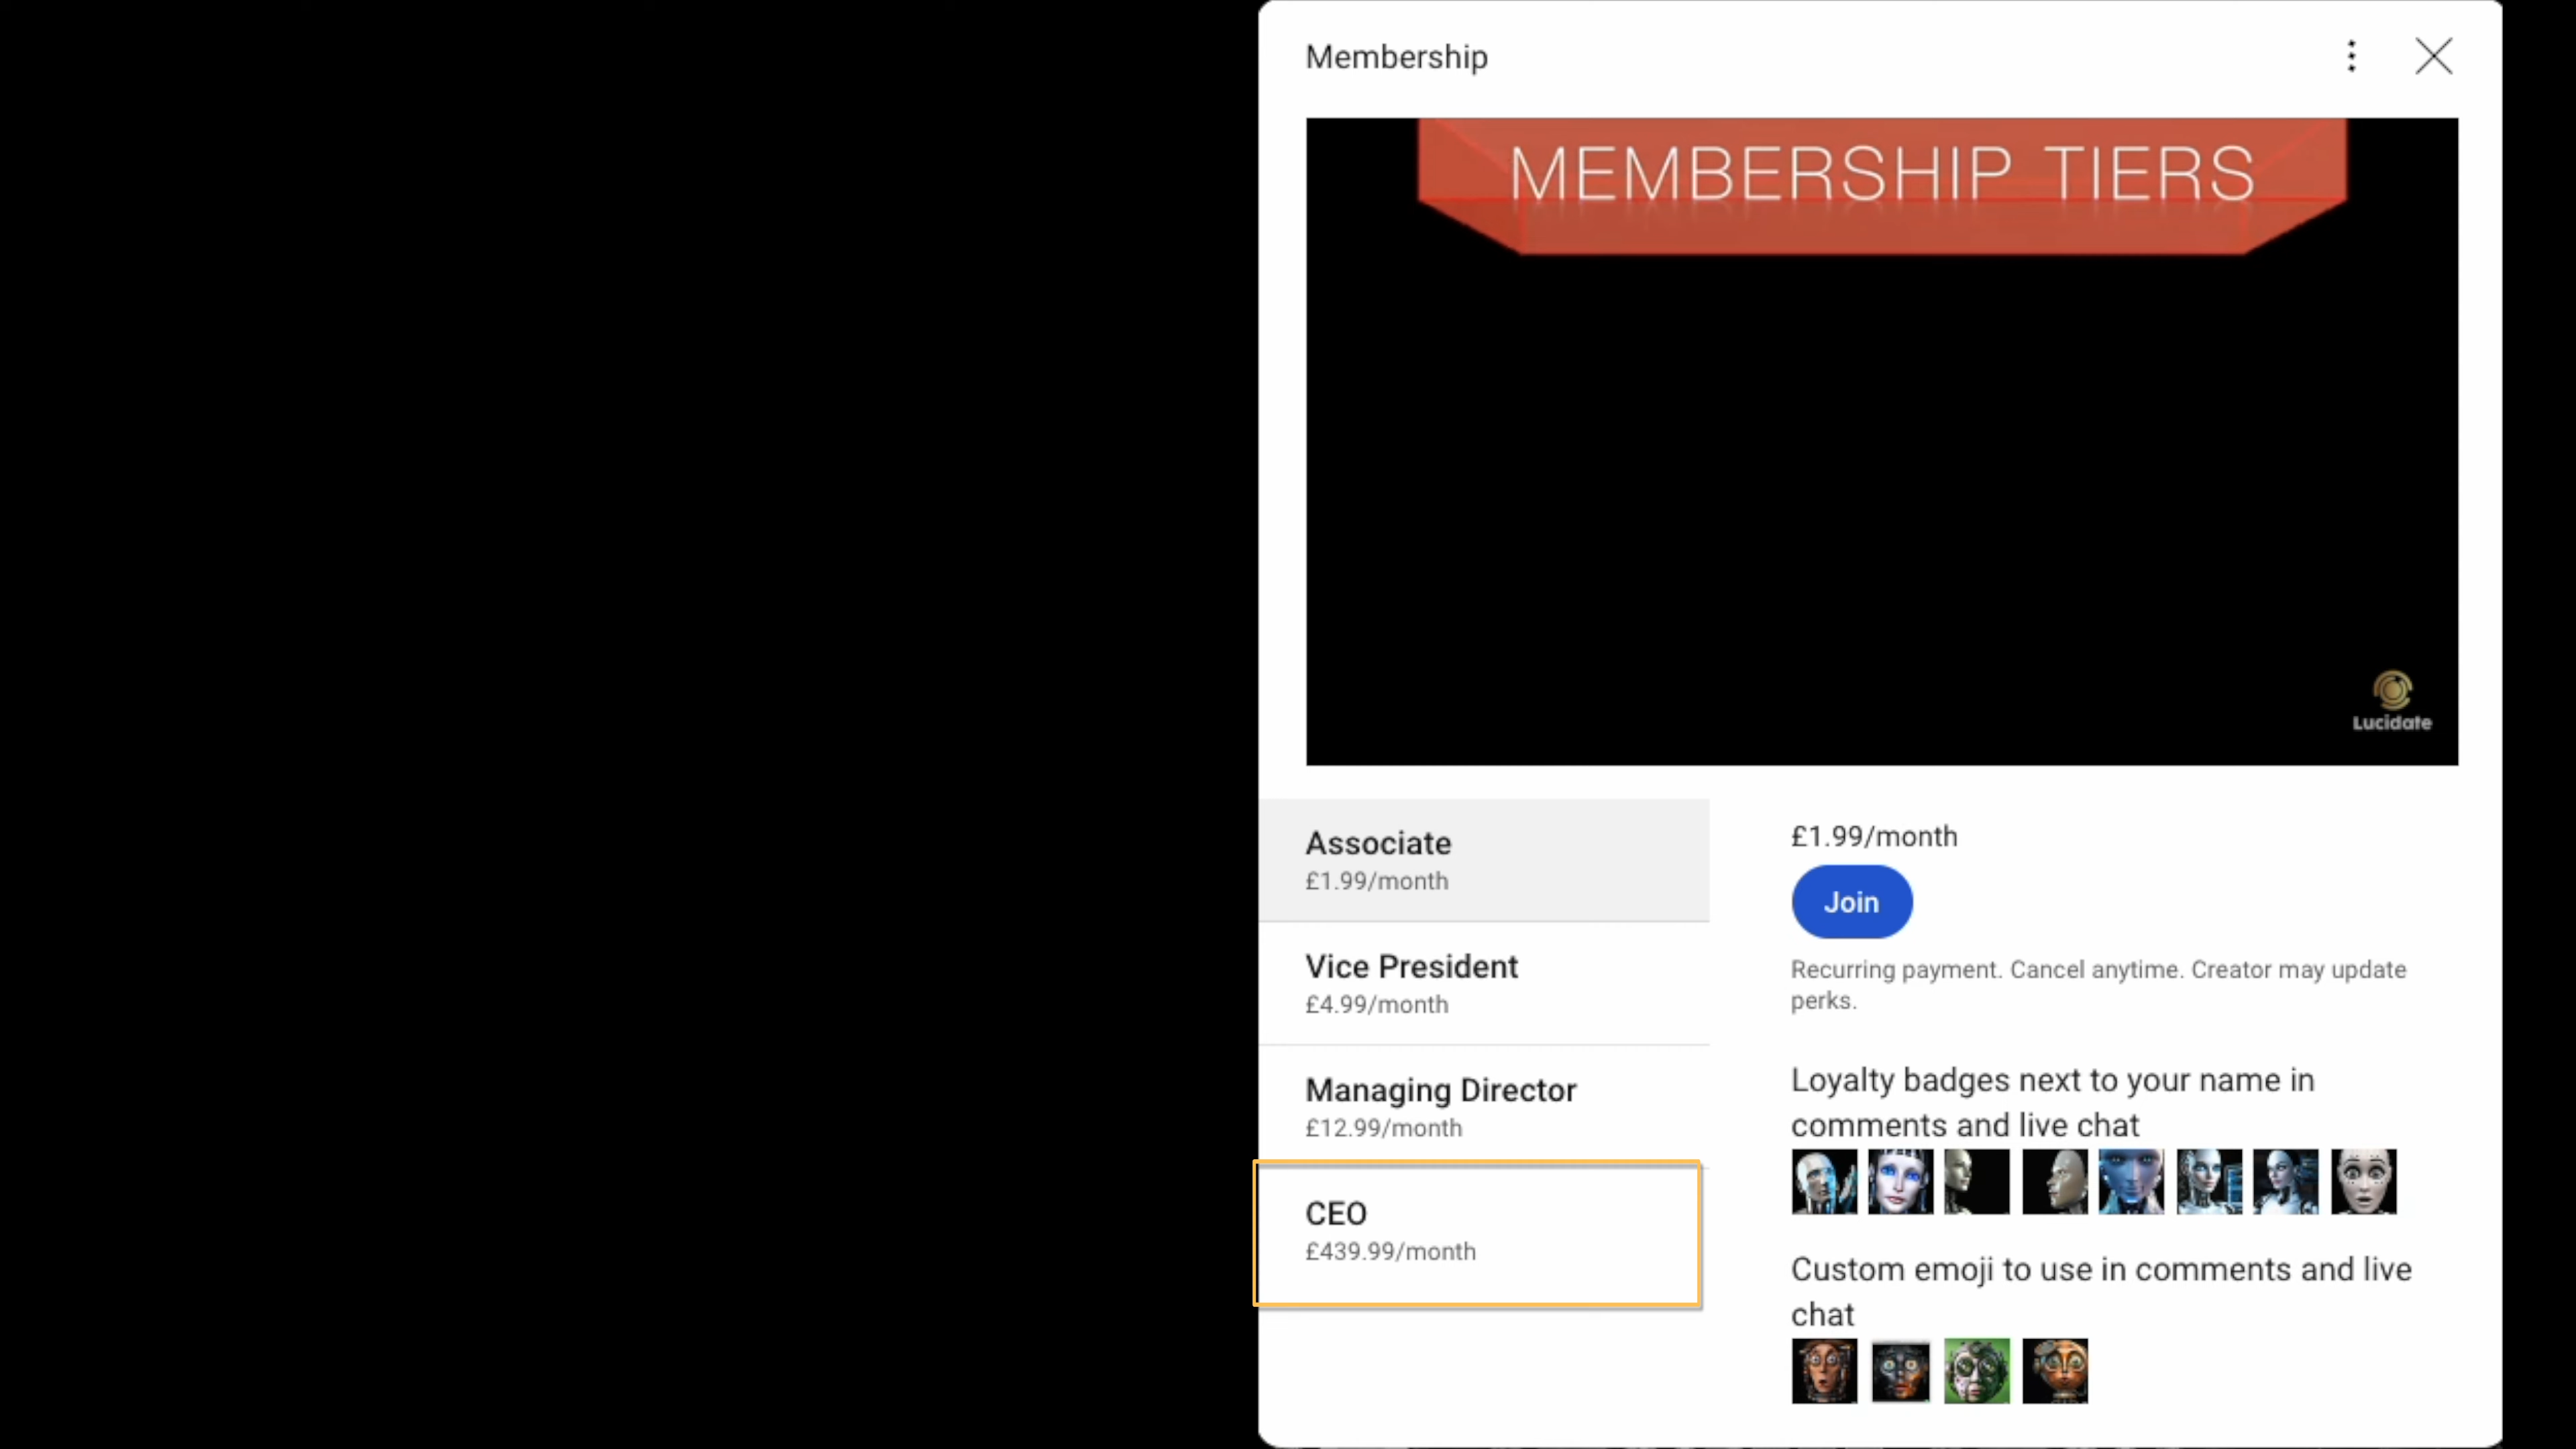 Membership
MEMBERSHIP TIERS
Lucidate
Associate
£1.99/month
Vice President
£4.99/month
Managing Director
£12.99/month
CEO
£439.99/month
£1.99/month
Join
Recurring payment. Cancel anytime. Creator may update
perks.
Loyalty badges next to your name in
comments and live chat
Custom emoji to use in comments and live
chat